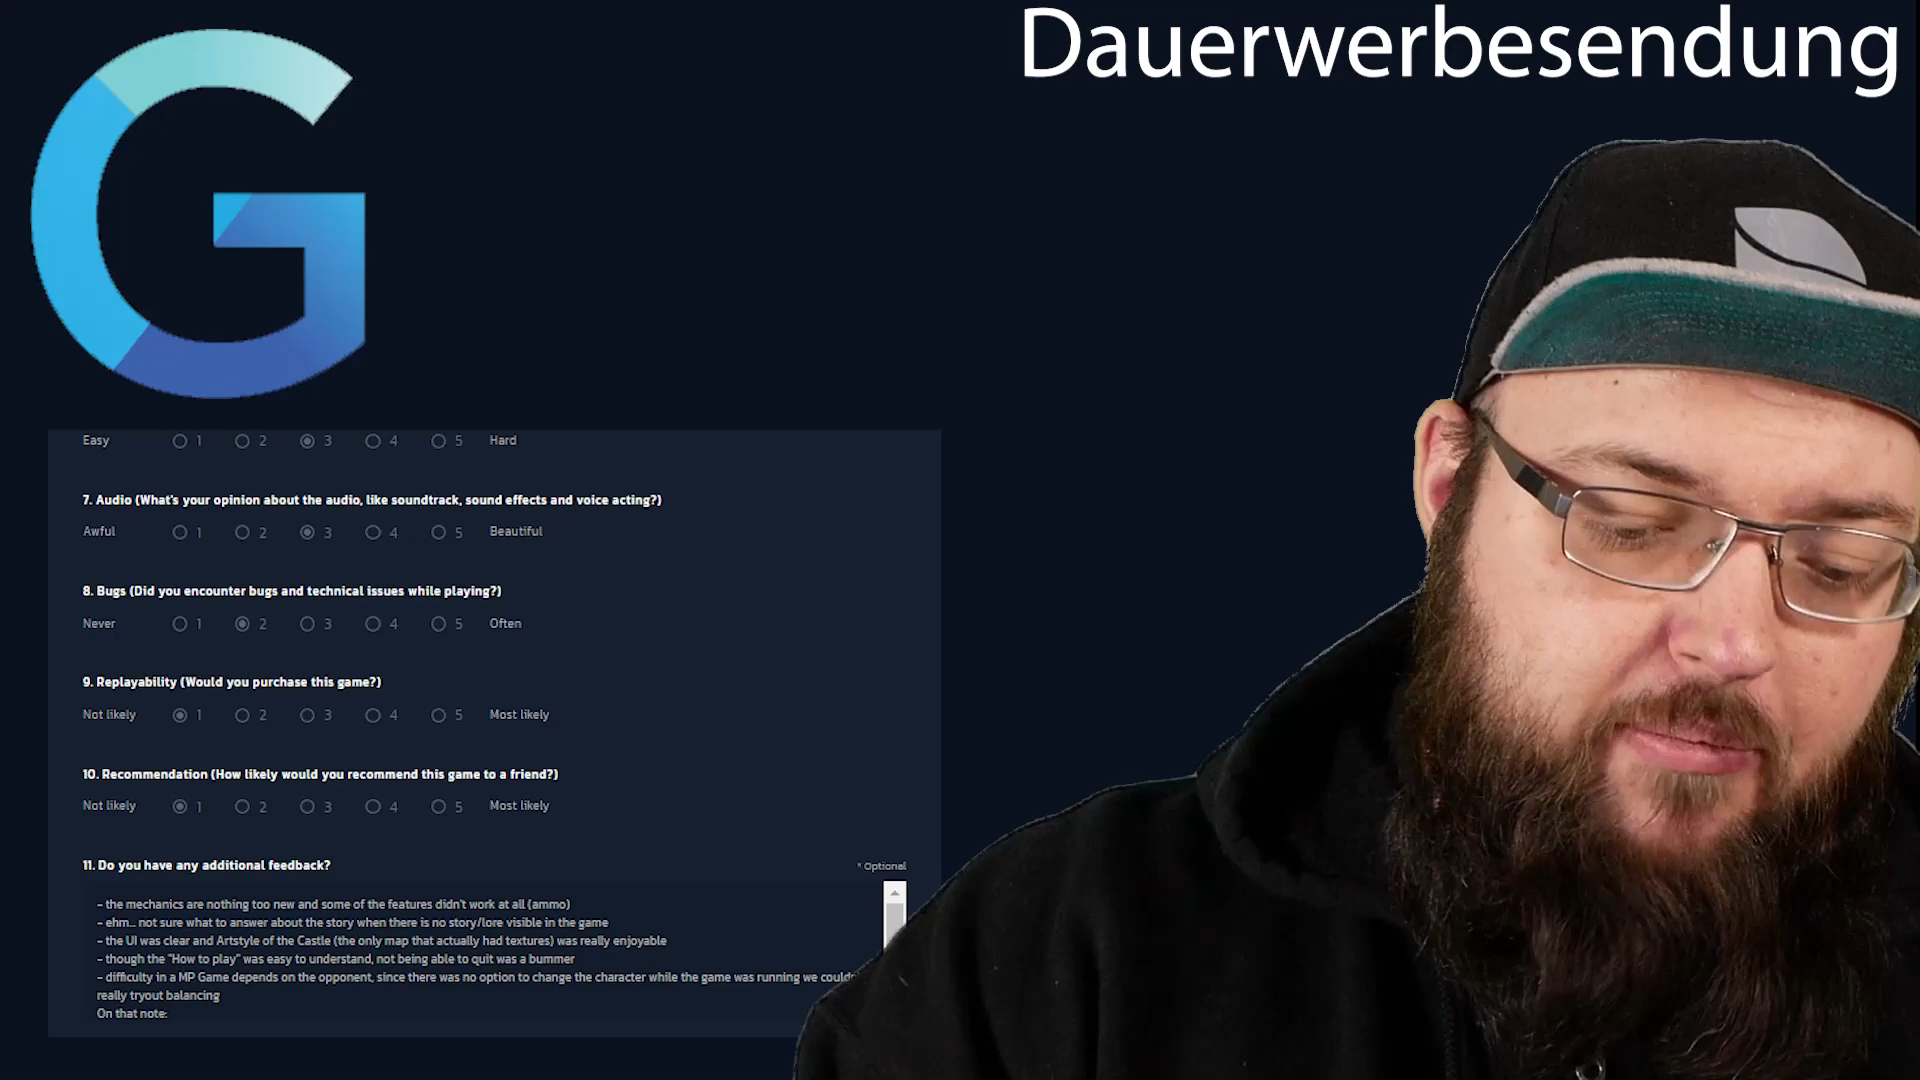 Dauerwerbesendung
G
Easy 1 2 3 4 5 Hard
7. Audio (What's your opinion about the audio, like soundtrack, sound effects and voice acting?)
Awful 1 2 3 4 5 Beautiful
8. Bugs (Did you encounter bugs and technical issues while playing?)
Never 1 2 3 4 5 Often
9. Replayability (Would you purchase this game?)
Not likely 1 2 3 4 5 Most likely
10. Recommendation (How likely would you recommend this game to a friend?)
Not likely 1 2 3 4 5 Most likely
11. Do you have any additional feedback? * Optional
- the mechanics are nothing too new and some of the features didn't work at all (ammo)
- ehm... not sure what to answer about the story when there is no story/lore visible in the game
- the UI was clear and Artstyle of the Castle (the only map that actually had textures) was really enjoyable
- though the "How to play" was easy to understand, not being able to quit was a bummer
- difficulty in a MP Game depends on the opponent, since there was no option to change the character while the game was running we
really tryout balancing
On that note: